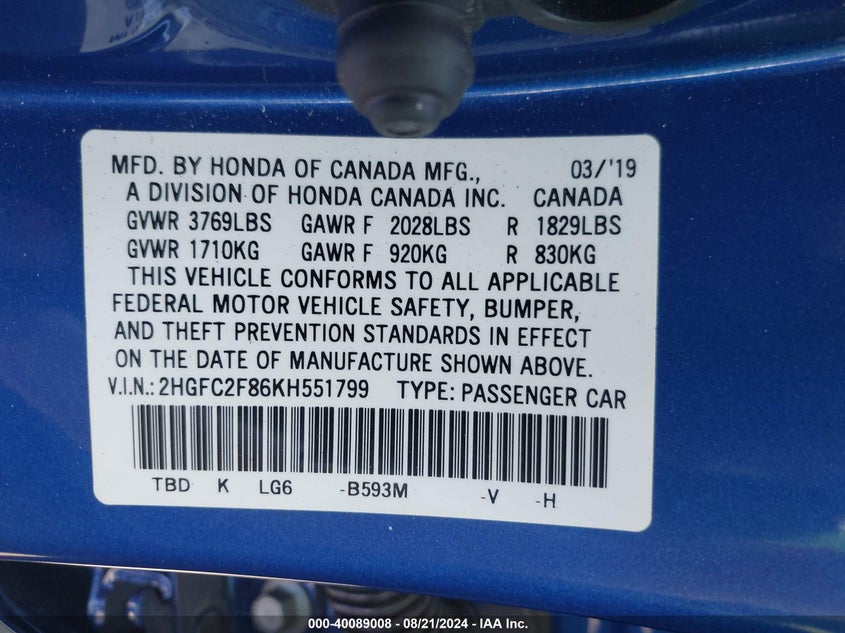 MFD. BY HONDA OF CANADA MFG., 03/'19
A DIVISION OF HONDA CANADA INC. CANADA
GVWR 3769LBS GAWR F 2028LBS R 1829LBS
GVWR 1710KG GAWR F 920KG R 830KG
THIS VEHICLE CONFORMS TO ALL APPLICABLE
FEDERAL MOTOR VEHICLE SAFETY, BUMPER,
AND THEFT PREVENTION STANDARDS IN EFFECT
ON THE DATE OF MANUFACTURE SHOWN ABOVE.
V.I.N.: 2HGFC2F86KH551799 TYPE: PASSENGER CAR
TBD K LG6 -B593M -V -H
000-40089008 - 08/21/2024 - IAA Inc.